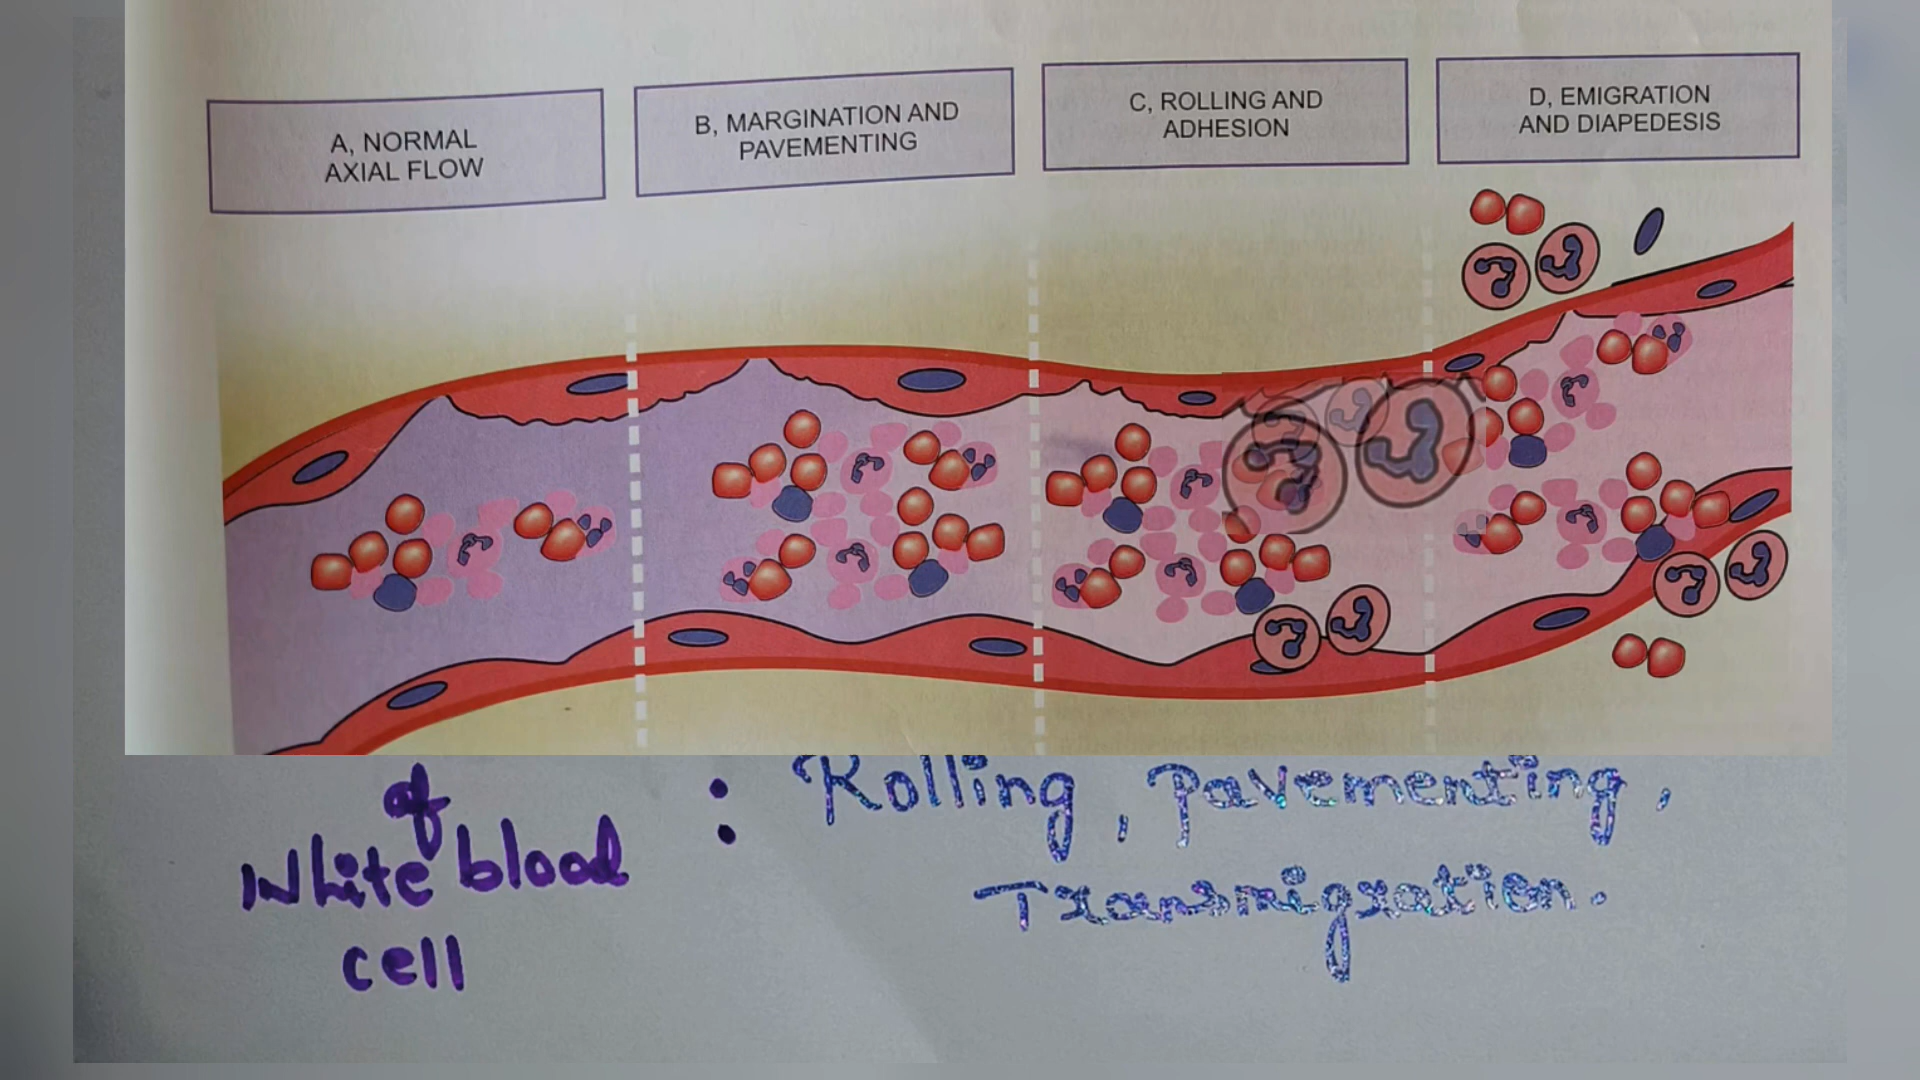 A, NORMAL
AXIAL FLOW
B, MARGINATION AND
PAVEMENTING
C, ROLLING AND
ADHESION
D, EMIGRATION
AND DIAPEDESIS
of
White blood
cell
: Rolling, Pavementing,
Transmigration.